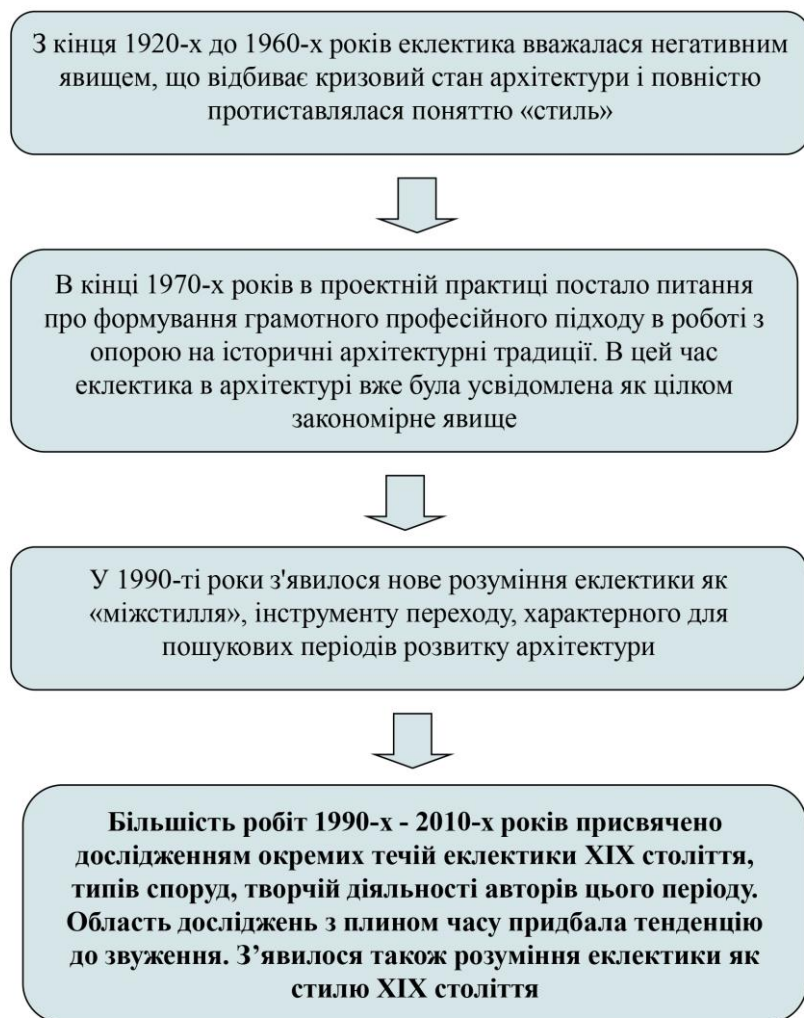 З кінця 1920-х до 1960-х років еклектика вважалася негативним
явищем, що відбиває кризовий стан архітектури і повністю
протиставлялася поняттю «стиль»
В кінці 1970-х років в проектній практиці постало питання
про формування грамотного професійного підходу в роботі з
опорою на історичні архітектурні традиції. В цей час
еклектика в архітектурі вже була усвідомлена як цілком
закономірне явище
У 1990-ті роки з'явилося нове розуміння еклектики як
«міжстилля», інструменту переходу, характерного для
пошукових періодів розвитку архітектури
Більшість робіт 1990-х - 2010-х років присвячено
дослідженням окремих течій еклектики XIX століття,
типів споруд, творчій діяльності авторів цього періоду.
Область досліджень з плином часу придбала тенденцію
до звуження. З’явилося також розуміння еклектики як
стилю XIX століття